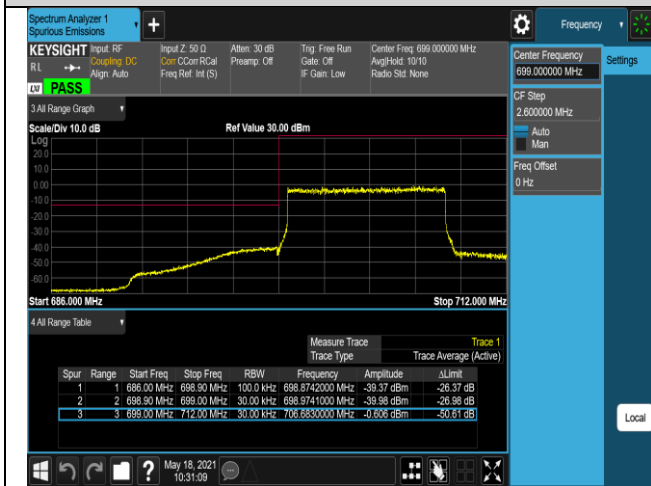 Spectrum Analyzer 1
Spurious Emissions
Frequency
KEYSIGHT
RL
LXI
PASS
Input: RF
Coupling: DC
Align: Auto
Input Z: 50 Ω
Corr CCorr RCal
Freq Ref: Int (S)
Atten: 30 dB
Preamp: Off
Trig: Free Run
Gate: Off
IF Gain: Low
Center Freq: 699.000000 MHz
Avg|Hold: 10/10
Radio Std: None
Center Frequency
699.000000 MHz
Settings
CF Step
2.600000 MHz
Auto
Man
Freq Offset
0 Hz
3 All Range Graph
Scale/Div 10.0 dB
Ref Value 30.00 dBm
Log
20.0
10.0
0.00
-10.0
-20.0
-30.0
-40.0
-50.0
-60.0
Start 686.000 MHz
Stop 712.000 MHz
4 All Range Table
Measure Trace Trace 1
Trace Type Trace Average (Active)
Spur Range Start Freq Stop Freq RBW Frequency Amplitude ΔLimit
1 1 686.00 MHz 698.90 MHz 100.0 kHz 698.8742000 MHz -39.37 dBm -26.37 dB
2 2 698.90 MHz 699.00 MHz 30.00 kHz 698.9741000 MHz -39.98 dBm -26.98 dB
3 3 699.00 MHz 712.00 MHz 30.00 kHz 706.6830000 MHz -0.606 dBm -50.61 dB
Local
May 18, 2021
10:31:09